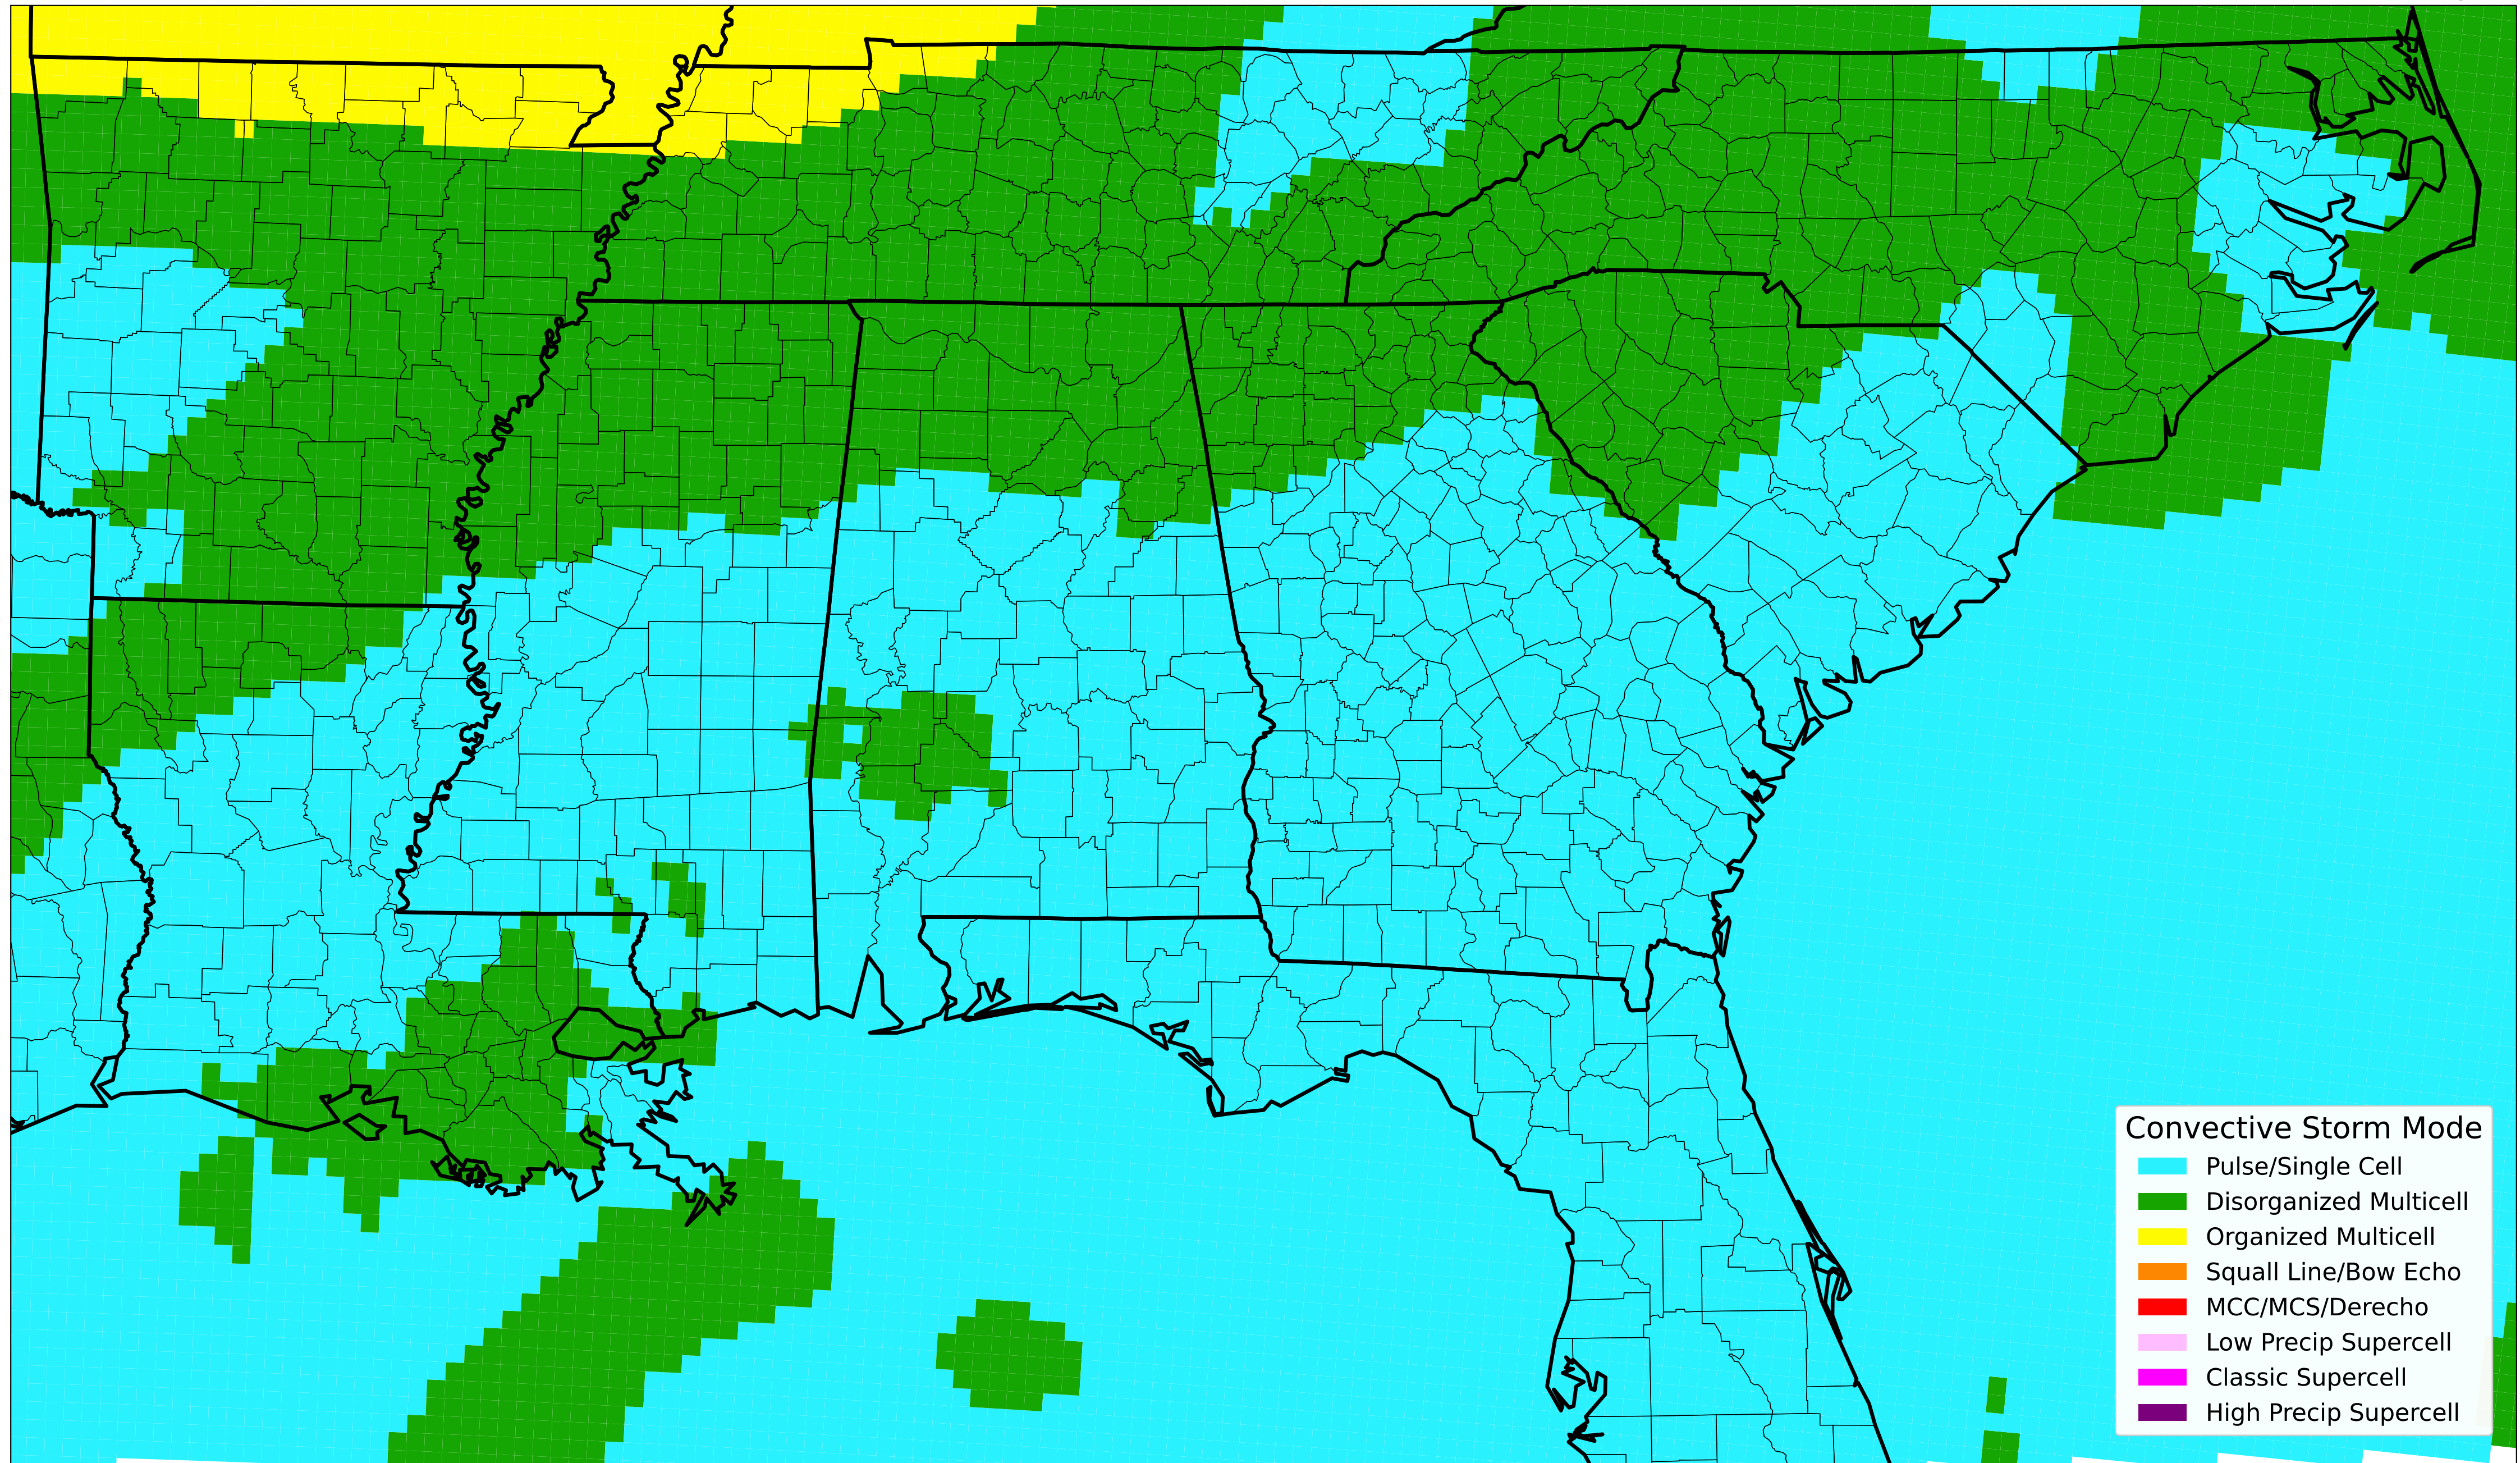 Convective Storm Mode
Pulse/Single Cell
Disorganized Multicell
Organized Multicell
Squall Line/Bow Echo
MCC/MCS/Derecho
Low Precip Supercell
Classic Supercell
High Precip Supercell